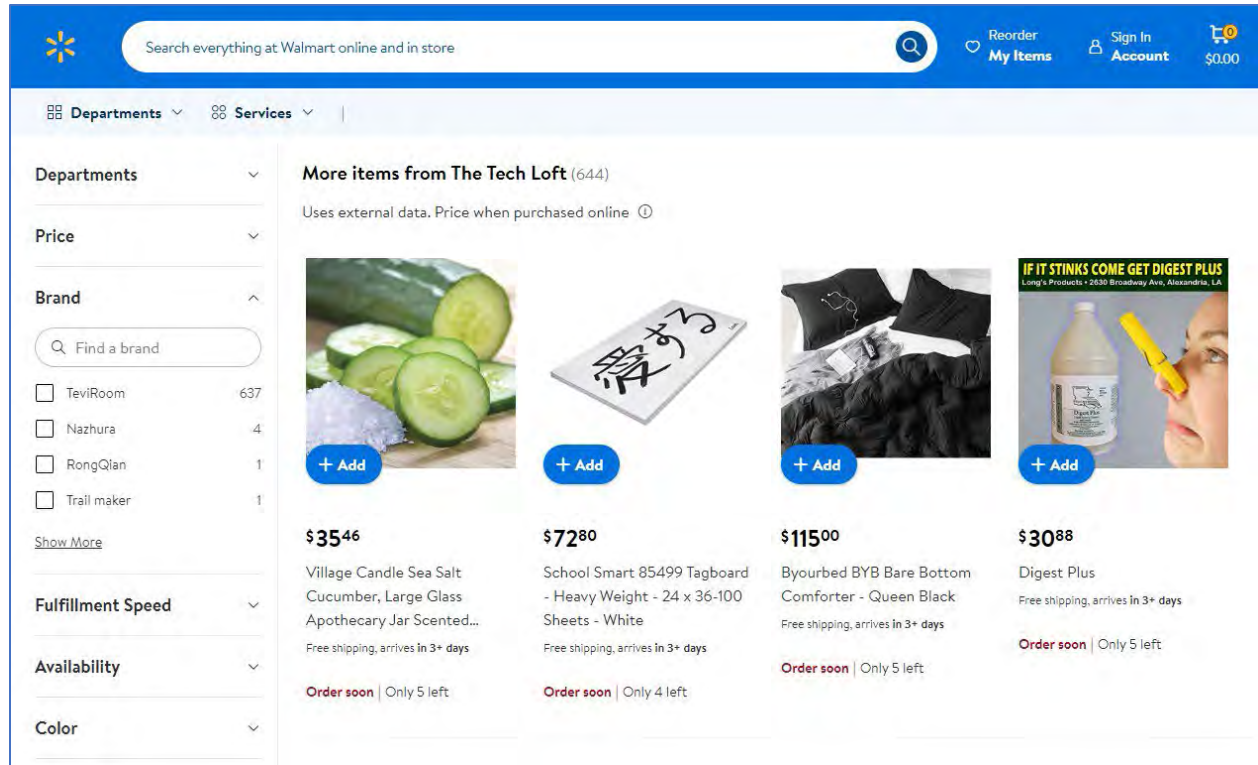 Search everything at Walmart online and in store
Reorder
My Items
Sign In
Account
0
$0.00
Departments
Services
Departments
Price
Brand
Find a brand
TeviRoom 637
Nazhura 4
RongQian 1
Trail maker 1
Show More
Fulfillment Speed
Availability
Color
More items from The Tech Loft (644)
Uses external data. Price when purchased online
愛する
+ Add
$3546
Village Candle Sea Salt
Cucumber, Large Glass
Apothecary Jar Scented...
Free shipping, arrives in 3+ days
Order soon | Only 5 left
+ Add
$7280
School Smart 85499 Tagboard
- Heavy Weight - 24 x 36-100
Sheets - White
Free shipping, arrives in 3+ days
Order soon | Only 4 left
+ Add
$11500
Byourbed BYB Bare Bottom
Comforter - Queen Black
Free shipping, arrives in 3+ days
Order soon | Only 5 left
IF IT STINKS COME GET DIGEST PLUS
Long's Products • 2630 Broadway Ave, Alexandria, LA
Digest Plus
+ Add
$3088
Digest Plus
Free shipping, arrives in 3+ days
Order soon | Only 5 left